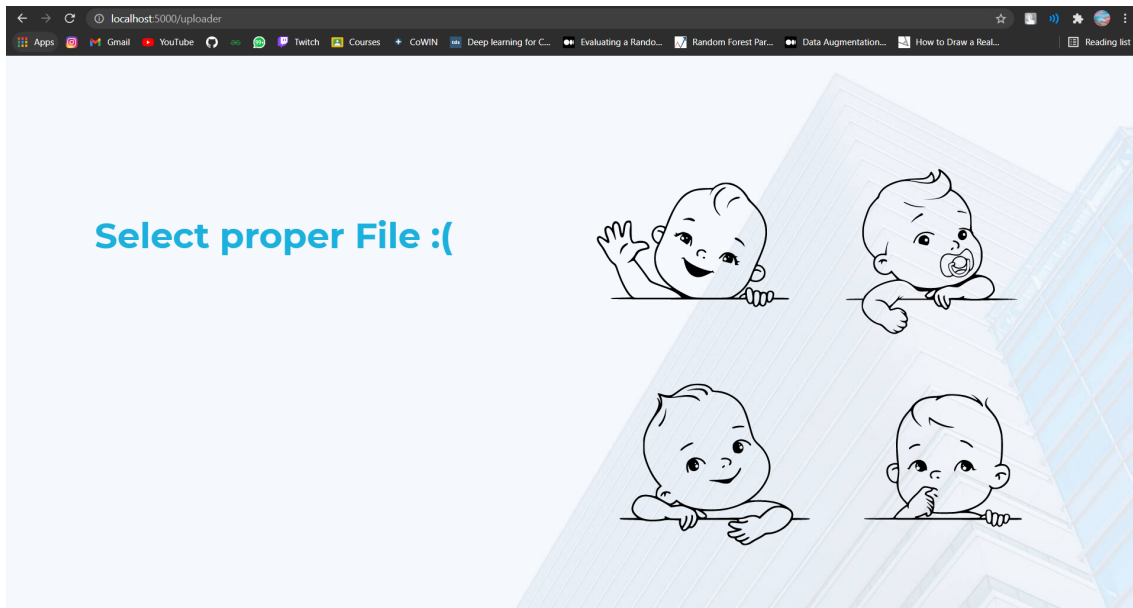 localhost:5000/uploader
Apps Gmail YouTube Twitch Courses CoWIN Deep learning for C... Evaluating a Rando... Random Forest Par... Data Augmentation... How to Draw a Real... Reading list
Select proper File :(